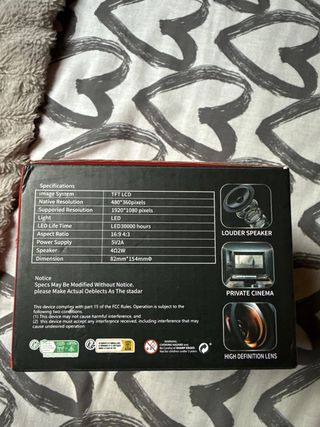 Specifications
Image System TFT LCD
Native Resolution 480*360pixels
Supported Resolution 1920*1080 pixels
Light LED
LED Life Time LED30000 hours
Aspect Ratio 16:9 4:3
Power Supply 5V2A
Speaker 4Ω2W
Dimension 82mm*154mmΦ
LOUDER SPEAKER
PRIVATE CINEMA
HIGH DEFINITION LENS
Notice
Specs May Be Modified Without Notice.
please Make Actual Oeblects As The stadar
This device complley with part 15 of the FCC Rules. Operation is subject to the
following two conditions:
(1) This device may not cause harmful interference, and
(2) this device must accept any interference received, including interference that may
cause undesired operation
WARNING:
CHOKING HAZARD